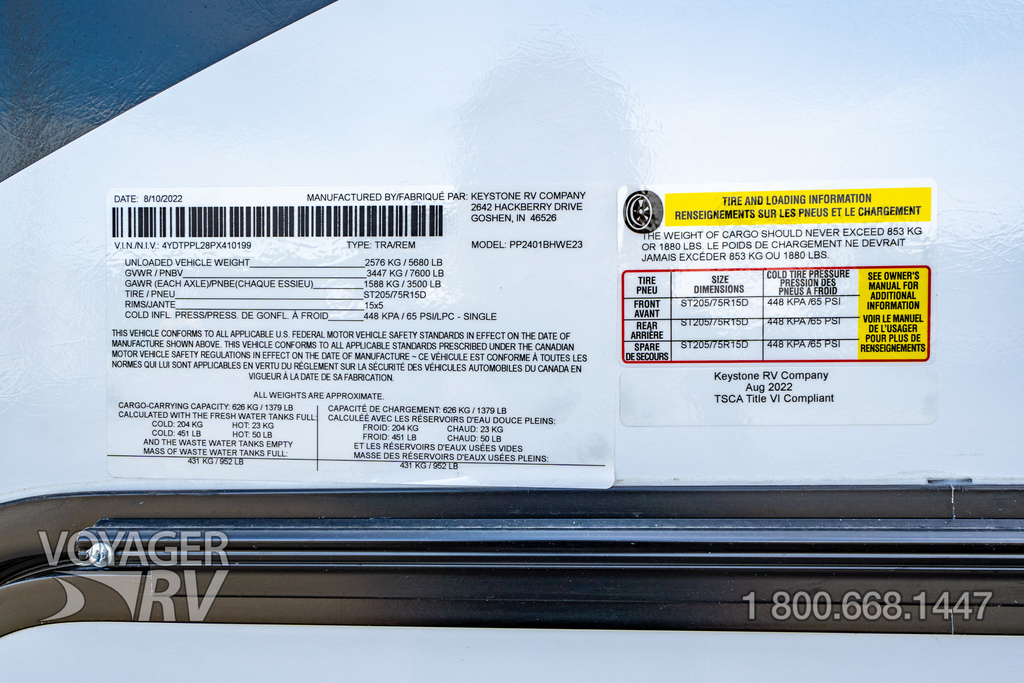 DATE: 8/10/2022 MANUFACTURED BY/FABRIQUÉ PAR: KEYSTONE RV COMPANY
2642 HACKBERRY DRIVE
GOSHEN, IN 46526
V.I.N./N.I.V.: 4YDTPPL28PX410199 TYPE: TRA/REM MODEL: PP2401BHWE23
UNLOADED VEHICLE WEIGHT 2576 KG / 5680 LB
GVWR / PNBV 3447 KG / 7600 LB
GAWR (EACH AXLE)/PNBE(CHAQUE ESSIEU) 1588 KG / 3500 LB
TIRE / PNEU ST205/75R15D
RIMS/JANTE 15x5
COLD INFL. PRESS/PRESS. DE GONFL. À FROID 448 KPA / 65 PSI/LPC - SINGLE
THIS VEHICLE CONFORMS TO ALL APPLICABLE U.S. FEDERAL MOTOR VEHICLE SAFETY STANDARDS IN EFFECT ON THE DATE OF
MANUFACTURE SHOWN ABOVE. THIS VEHICLE CONFORMS TO ALL APPLICABLE STANDARDS PRESCRIBED UNDER THE CANADIAN
MOTOR VEHICLE SAFETY REGULATIONS IN EFFECT ON THE DATE OF MANUFACTURE ~ CE VÉHICULE EST CONFORME À TOUTES LES
NORMES QUI LUI SONT APPLICABLES EN VERTU DU RÉGLEMENT SUR LA SÉCURITÉ DES VÉHICULES AUTOMOBILES DU CANADA EN
VIGUEUR À LA DATE DE SA FABRICATION.
ALL WEIGHTS ARE APPROXIMATE.
CARGO-CARRYING CAPACITY: 626 KG / 1379 LB
CALCULATED WITH THE FRESH WATER TANKS FULL:
COLD: 204 KG HOT: 23 KG
COLD: 451 LB HOT: 50 LB
AND THE WASTE WATER TANKS EMPTY
MASS OF WASTE WATER TANKS FULL:
431 KG / 952 LB
CAPACITÉ DE CHARGEMENT: 626 KG / 1379 LB
CALCULÉE AVEC LES RÉSERVOIRS D'EAU DOUCE PLEINS:
FROID: 204 KG CHAUD: 23 KG
FROID: 451 LB CHAUD: 50 LB
ET LES RÉSERVOIRS D'EAUX USÉES VIDES
MASSE DES RÉSERVOIRS D'EAUX USÉES PLEINS:
431 KG / 952 LB
TIRE AND LOADING INFORMATION
RENSEIGNEMENTS SUR LES PNEUS ET LE CHARGEMENT
THE WEIGHT OF CARGO SHOULD NEVER EXCEED 853 KG
OR 1880 LBS. LE POIDS DE CHARGEMENT NE DEVRAIT
JAMAIS EXCÉDER 853 KG OU 1880 LBS.
TIRE
PNEU
SIZE
DIMENSIONS
COLD TIRE PRESSURE
PRESSION DES
PNEUS À FROID
FRONT
AVANT
ST205/75R15D 448 KPA /65 PSI
REAR
ARRIÈRE
ST205/75R15D 448 KPA /65 PSI
SPARE
DE SECOURS
ST205/75R15D 448 KPA /65 PSI
SEE OWNER'S
MANUAL FOR
ADDITIONAL
INFORMATION
VOIR LE MANUEL
DE L'USAGER
POUR PLUS DE
RENSEIGNEMENTS
Keystone RV Company
Aug 2022
TSCA Title VI Compliant
VOYAGER
RV
1 800.668.1447